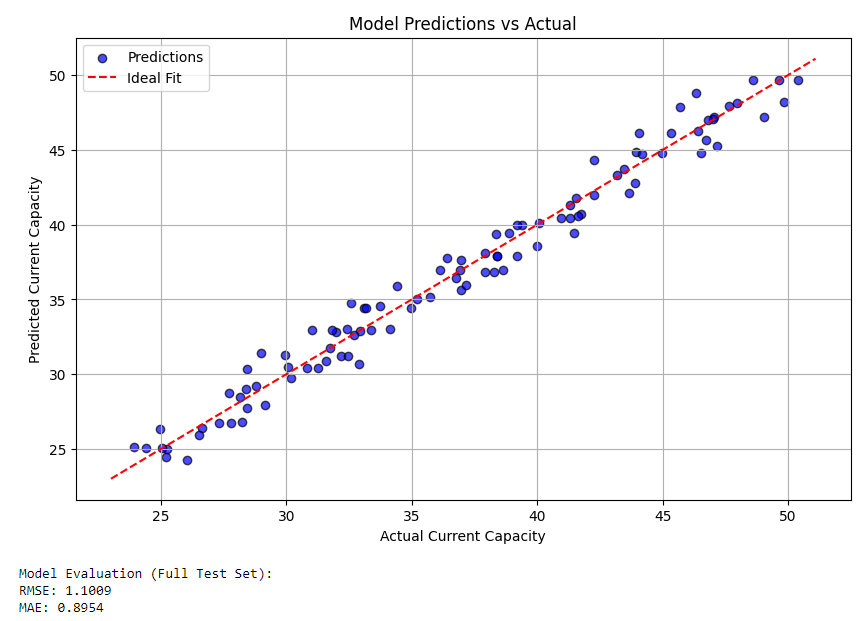 Model Predictions vs Actual
Predictions
Ideal Fit
50
45
40
35
30
25
Predicted Current Capacity
25 30 35 40 45 50
Actual Current Capacity
Model Evaluation (Full Test Set):
RMSE: 1.1009
MAE: 0.8954